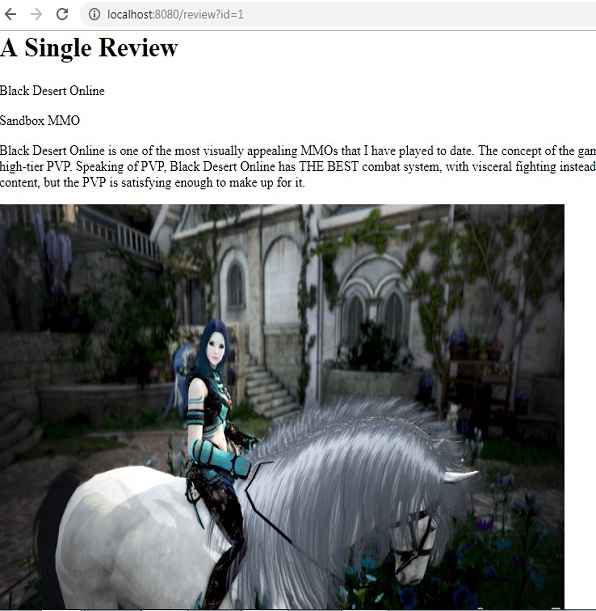 localhost:8080/review?id=1
A Single Review
Black Desert Online
Sandbox MMO
Black Desert Online is one of the most visually appealing MMOs that I have played to date. The concept of the
high-tier PVP. Speaking of PVP, Black Desert Online has THE BEST combat system, with visceral fighting instead
content, but the PVP is satisfying enough to make up for it.